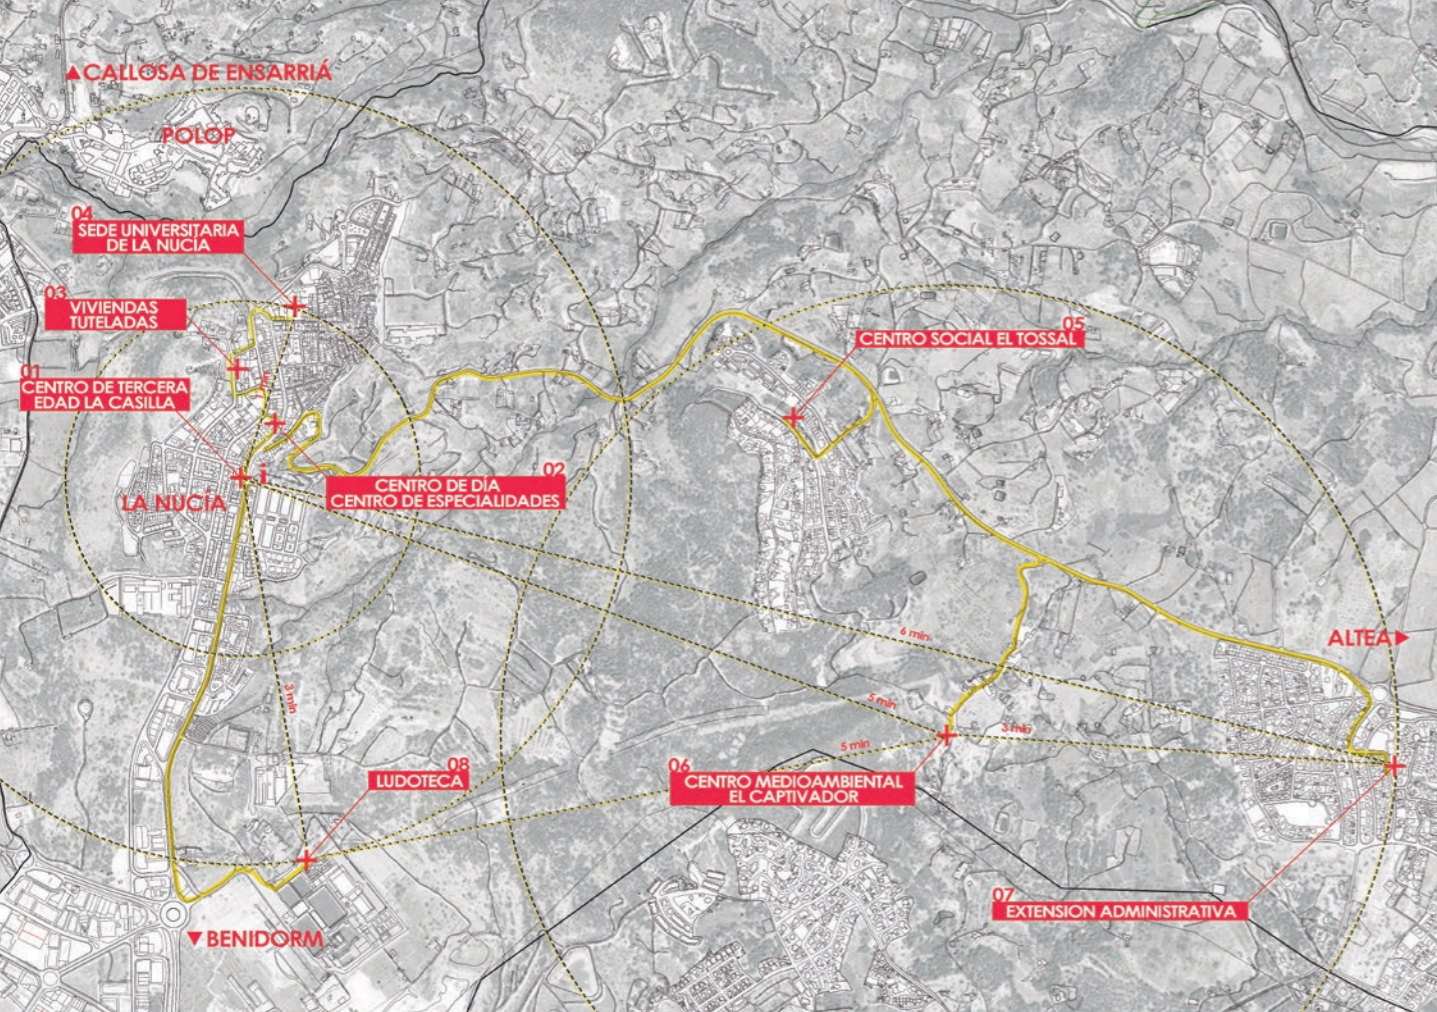 ▲CALLOSA DE ENSARRIÁ
POLOP
04
SEDE UNIVERSITARIA
DE LA NUCÍA
03
VIVIENDAS
TUTELADAS
01
CENTRO DE TERCERA
EDAD LA CASILLA
05
CENTRO SOCIAL EL TOSSAL
02
CENTRO DE DÍA
CENTRO DE ESPECIALIDADES
i
LA NUCÍA
6 min
ALTEA▶
3 min
5 min
3 min
5 min
08
LUDOTECA
06
CENTRO MEDIOAMBIENTAL
EL CAPTIVADOR
07
EXTENSION ADMINISTRATIVA
▼BENIDORM